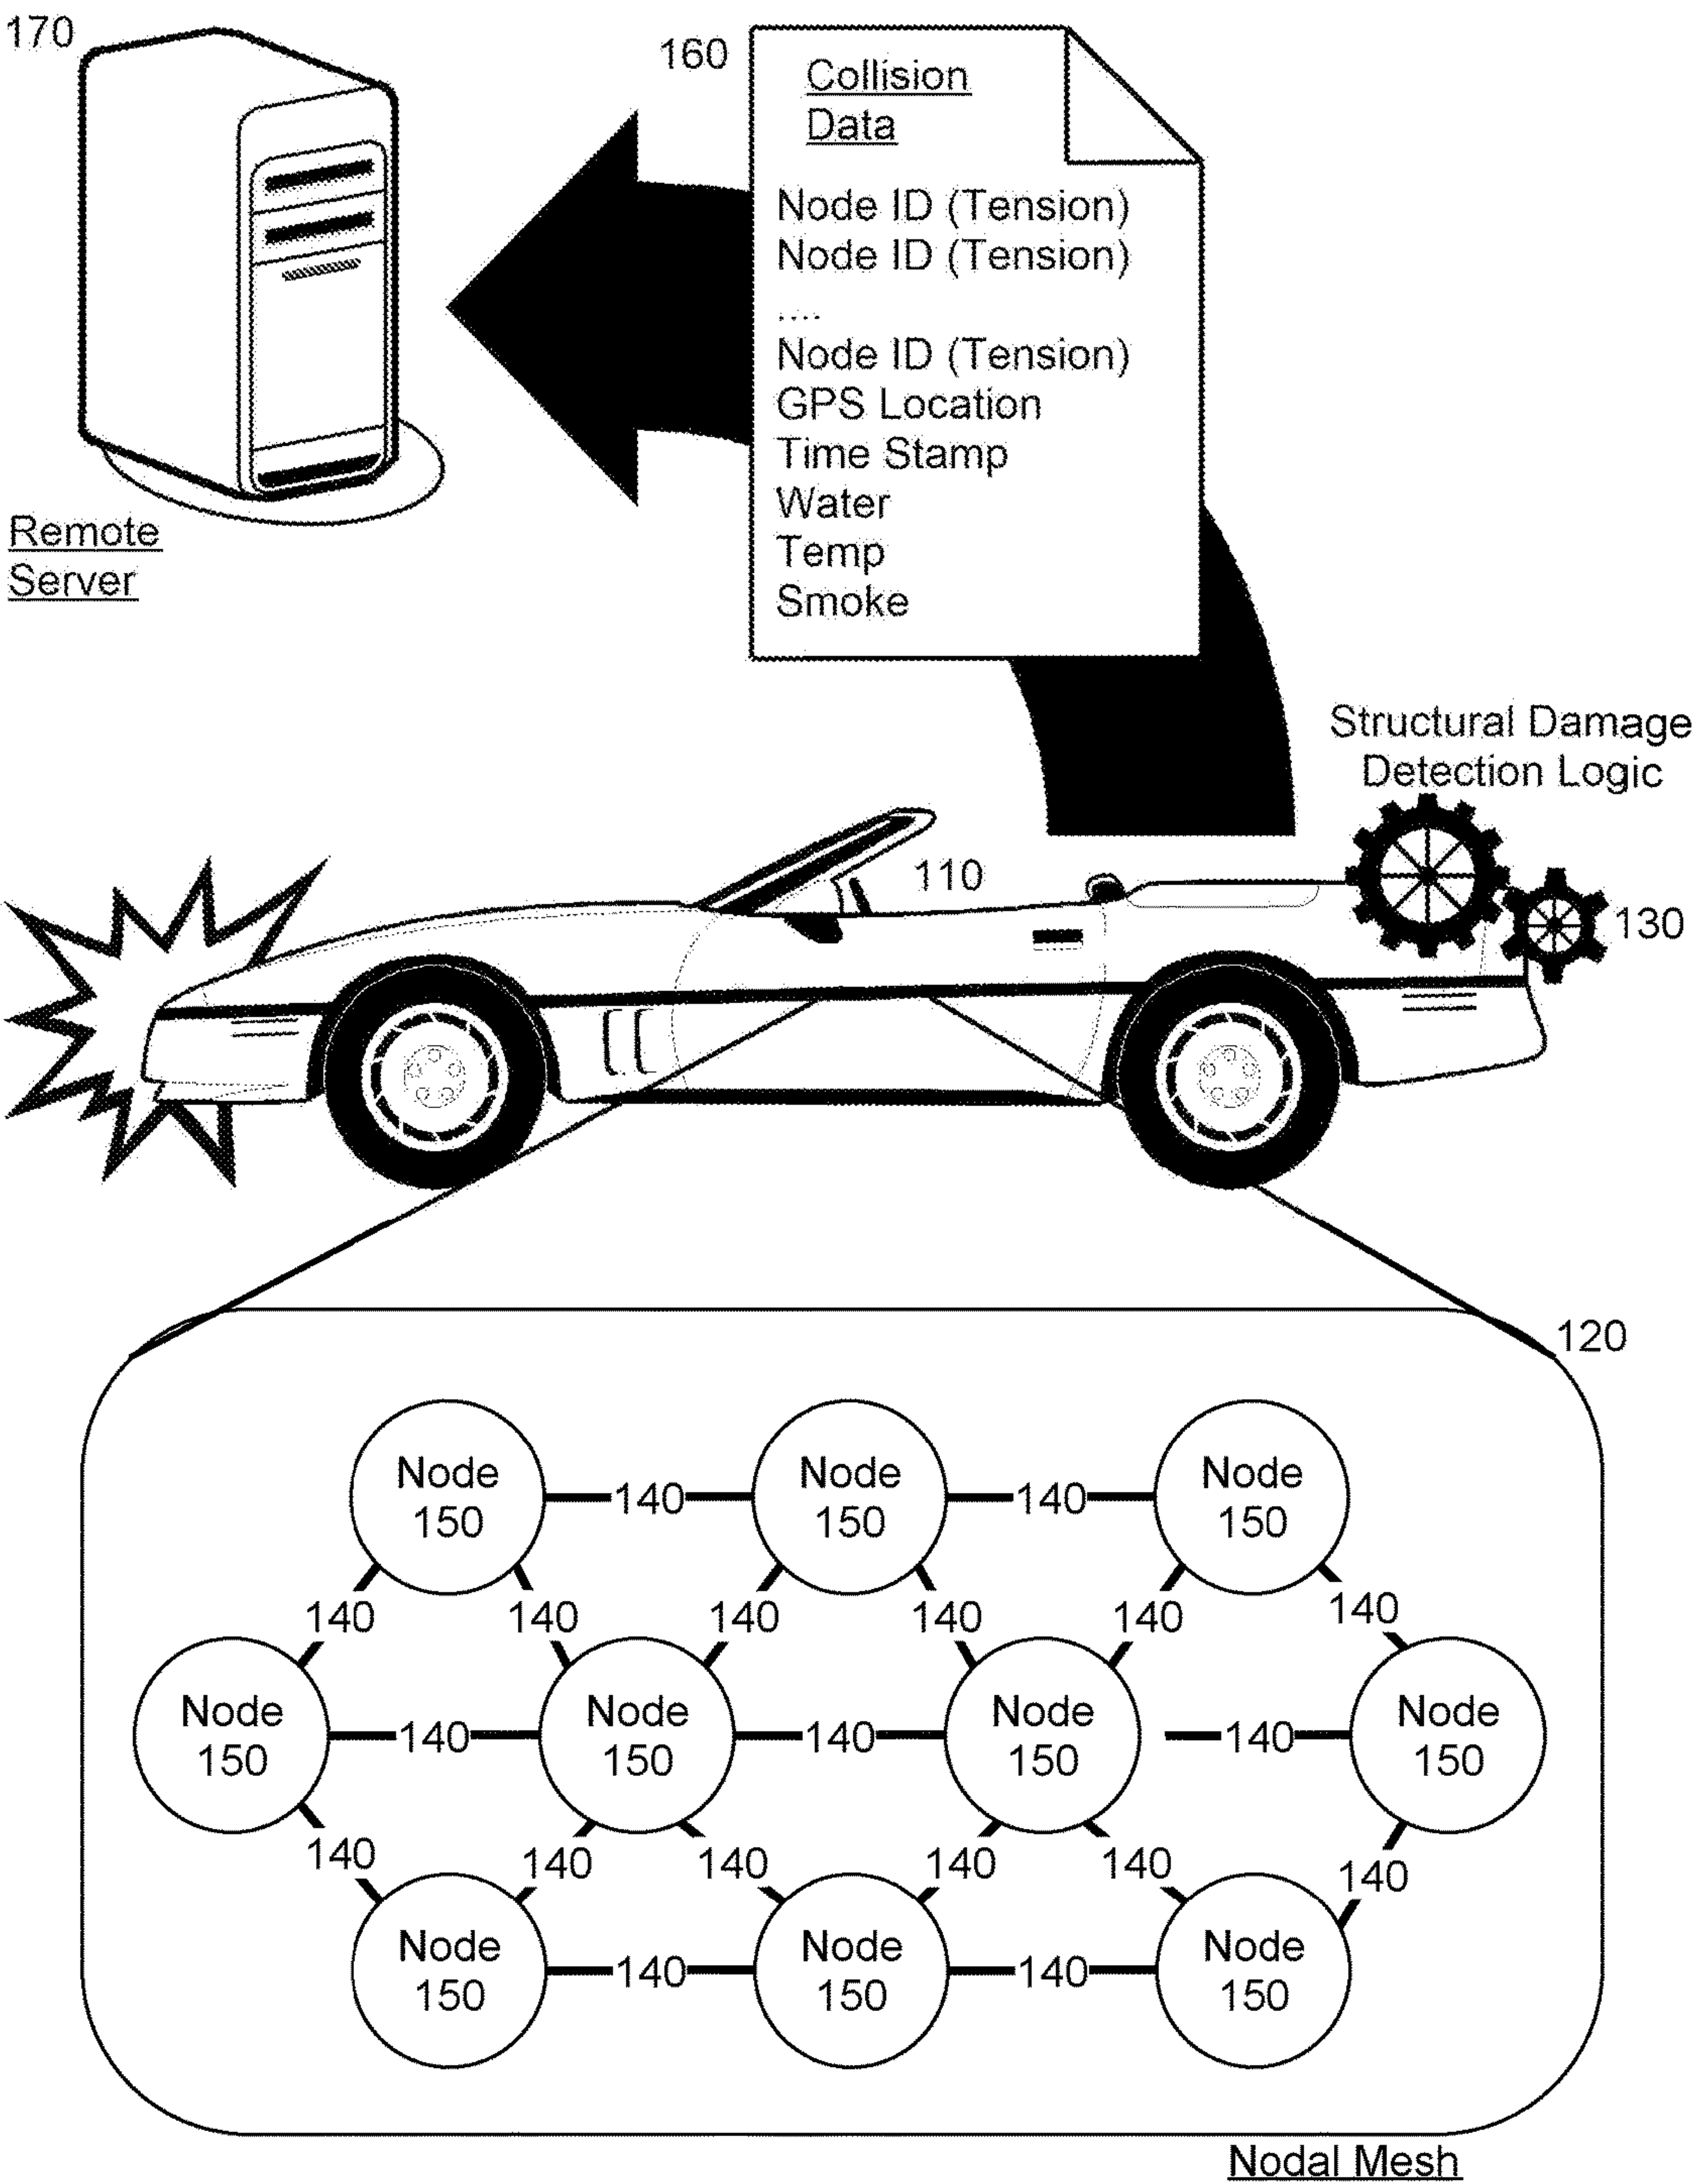 170
160
Collision
Data
Node ID (Tension)
Node ID (Tension)
....
Node ID (Tension)
GPS Location
Time Stamp
Water
Temp
Smoke
Remote
Server
Structural Damage
Detection Logic
110
130
120
Node Node Node
150 140 150 140 150
140 140 140 140 140 140
Node Node Node Node
150 140 150 140 150 140 150
140 140 140 140 140 140
Node Node Node
150 140 150 140 150
Nodal Mesh